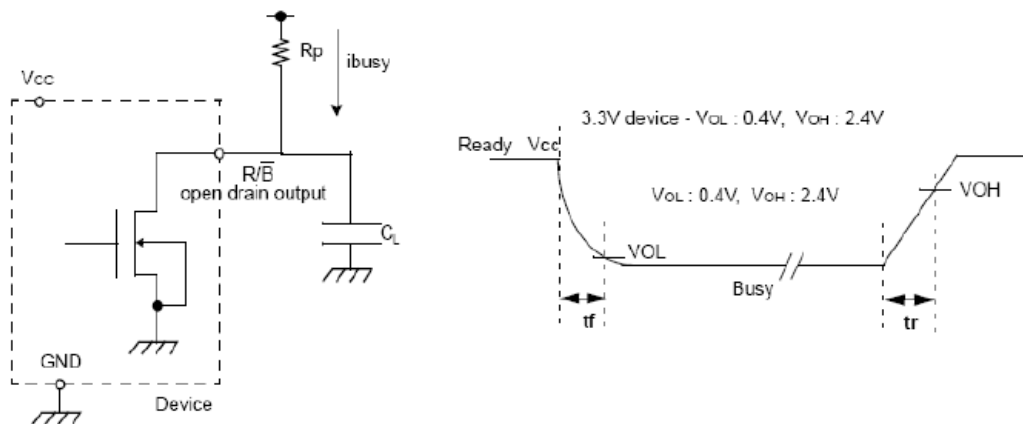 Rp
ibusy
Vcc
R/B̅
open drain output
CL
GND
Device
3.3V device - VOL : 0.4V, VOH : 2.4V
Ready Vcc
VOL : 0.4V, VOH : 2.4V
VOH
VOL
Busy
tf
tr